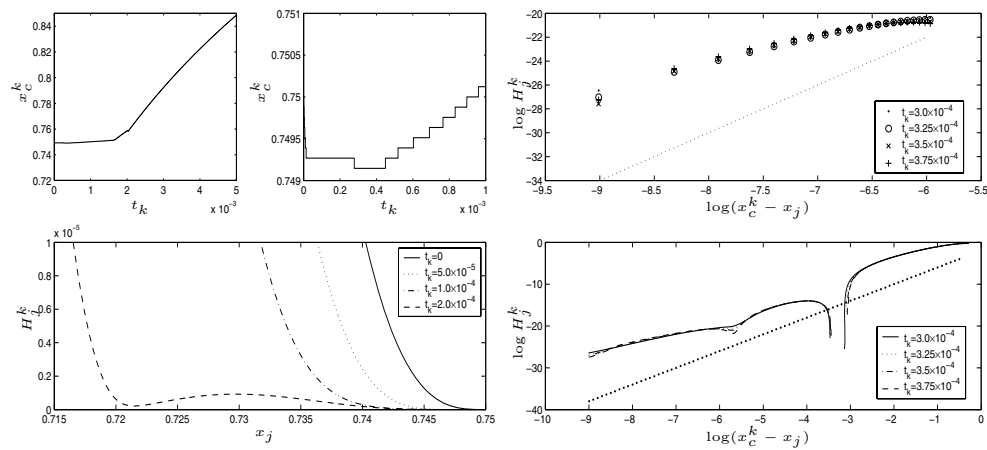 0.85
0.84
0.82
0.8
0.78
0.76
0.74
0.72
x_c^k
0 1 2 3 4 5
x 10⁻³
t_k
0.751
0.7505
0.75
0.7495
0.749
x_c^k
0 0.2 0.4 0.6 0.8 1
x 10⁻³
t_k
−20
−22
−24
−26
−28
−30
−32
−34
log H_j^k
t_k=3.0×10⁻⁴
t_k=3.25×10⁻⁴
t_k=3.5×10⁻⁴
t_k=3.75×10⁻⁴
−9.5 −9 −8.5 −8 −7.5 −7 −6.5 −6 −5.5
log(x_c^k − x_j)
x 10⁻⁵
1
0.8
0.6
0.4
0.2
0
H_j^k
t_k=0
t_k=5.0×10⁻⁵
t_k=1.0×10⁻⁴
t_k=2.0×10⁻⁴
0.715 0.72 0.725 0.73 0.735 0.74 0.745 0.75
x_j
0
−10
−20
−30
−40
log H_j^k
t_k=3.0×10⁻⁴
t_k=3.25×10⁻⁴
t_k=3.5×10⁻⁴
t_k=3.75×10⁻⁴
−10 −9 −8 −7 −6 −5 −4 −3 −2 −1 0
log(x_c^k − x_j)